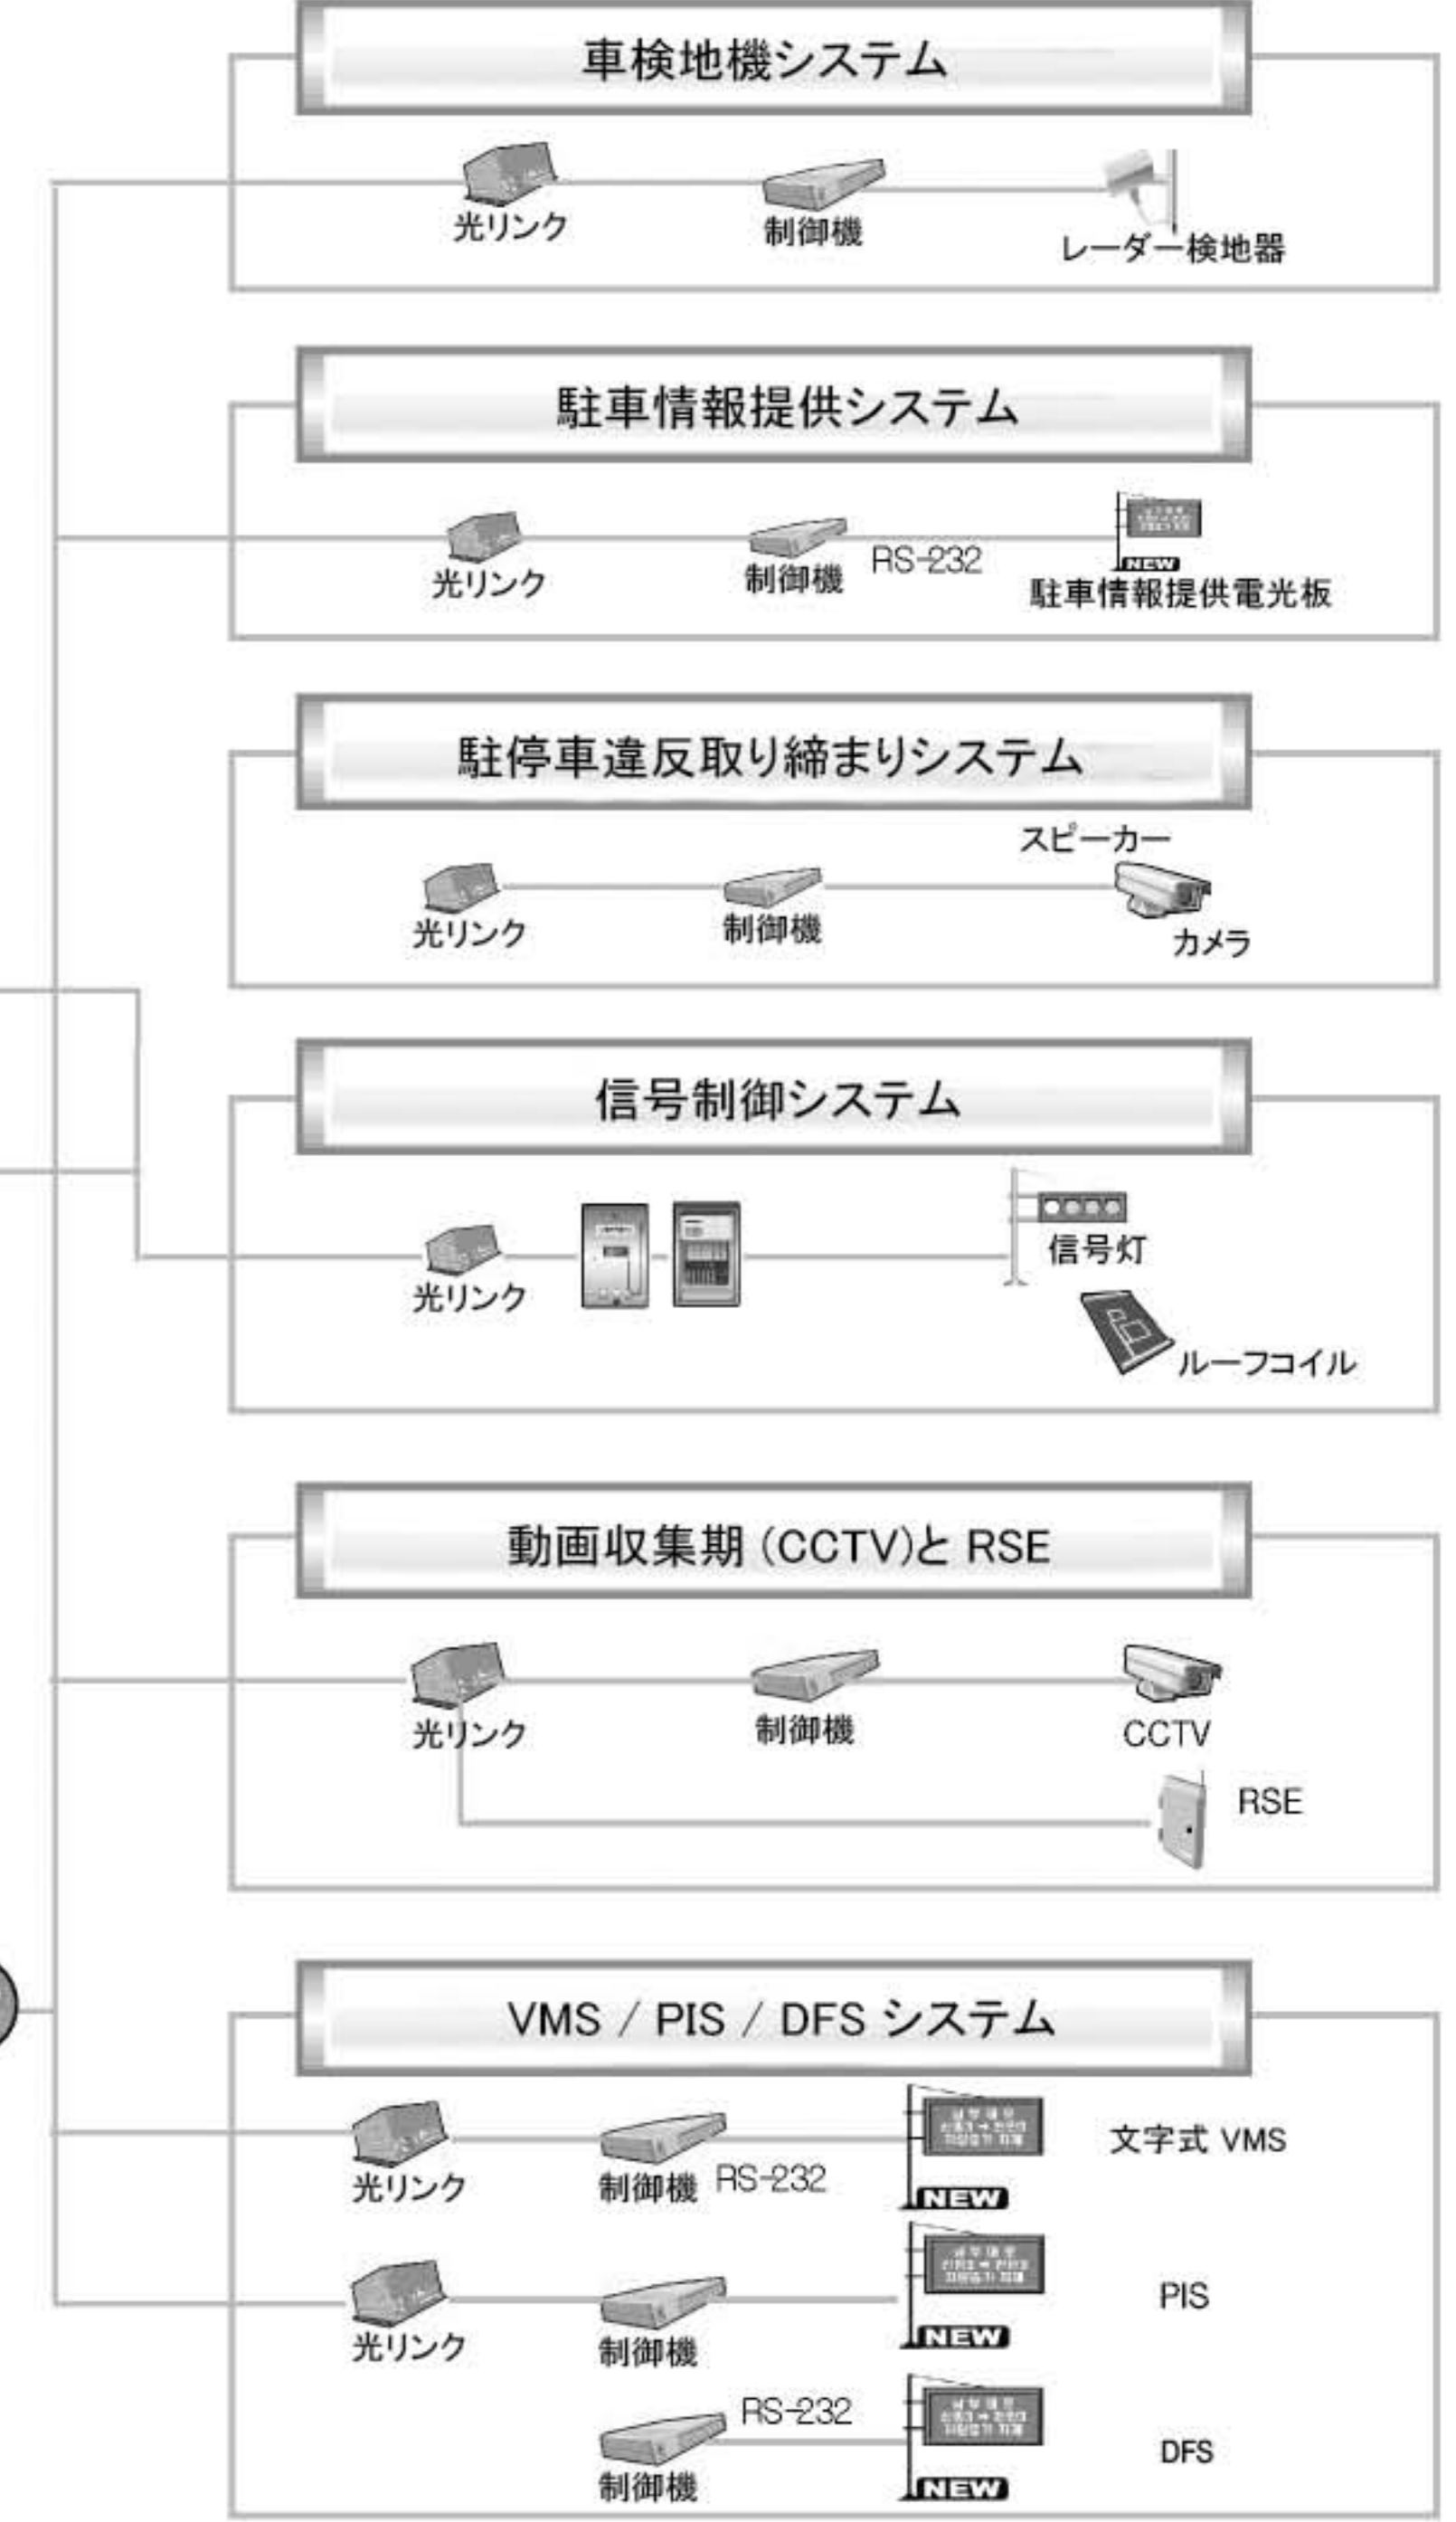 車検地機システム
光リンク
制御機
レーダー検地器
駐車情報提供システム
光リンク
制御機
RS-232
NEW
駐車情報提供電光板
駐停車違反取り締まりシステム
スピーカー
光リンク
制御機
カメラ
信号制御システム
信号灯
光リンク
ルーフコイル
動画収集期 (CCTV)と RSE
光リンク
制御機
CCTV
RSE
VMS / PIS / DFS システム
文字式 VMS
光リンク
制御機
RS-232
NEW
PIS
光リンク
制御機
NEW
RS-232
DFS
制御機
NEW